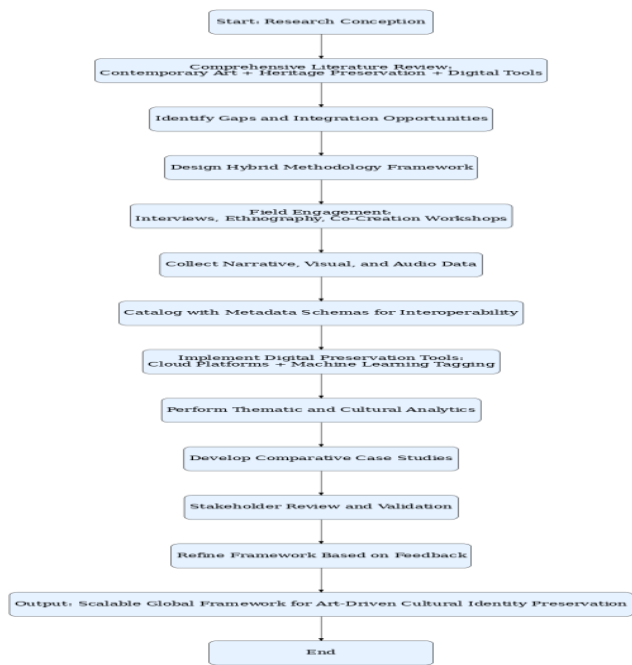 Start: Research Conception
Comprehensive Literature Review:
Contemporary Art + Heritage Preservation + Digital Tools
Identify Gaps and Integration Opportunities
Design Hybrid Methodology Framework
Field Engagement:
Interviews, Ethnography, Co-Creation Workshops
Collect Narrative, Visual, and Audio Data
Catalog with Metadata Schemas for Interoperability
Implement Digital Preservation Tools:
Cloud Platforms + Machine Learning Tagging
Perform Thematic and Cultural Analytics
Develop Comparative Case Studies
Stakeholder Review and Validation
Refine Framework Based on Feedback
Output: Scalable Global Framework for Art-Driven Cultural Identity Preservation
End